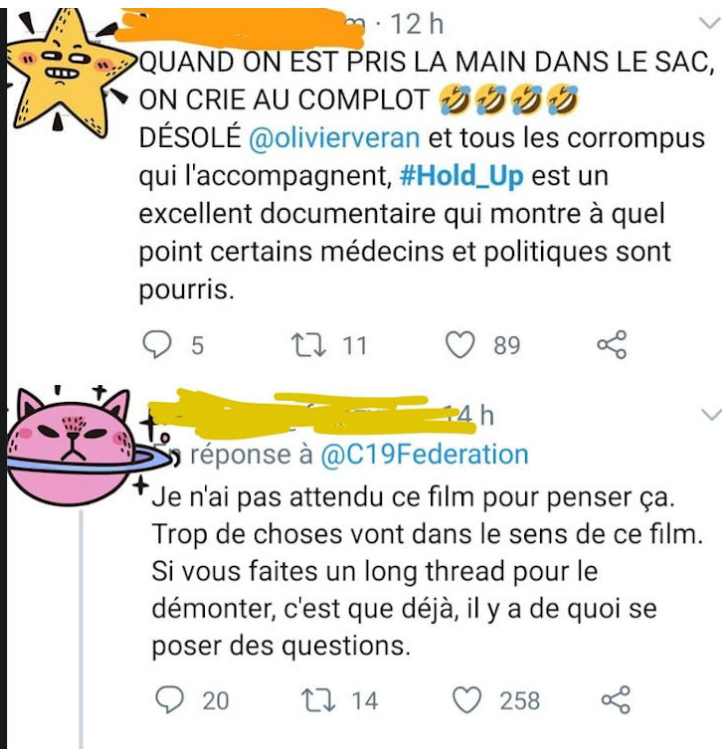 · 12 h
QUAND ON EST PRIS LA MAIN DANS LE SAC,
ON CRIE AU COMPLOT 🤣🤣🤣🤣
DÉSOLÉ @olivierveran et tous les corrompus
qui l'accompagnent, #Hold_Up est un
excellent documentaire qui montre à quel
point certains médecins et politiques sont
pourris.
5 11 89
14 h
réponse à @C19Federation
Je n'ai pas attendu ce film pour penser ça.
Trop de choses vont dans le sens de ce film.
Si vous faites un long thread pour le
démonter, c'est que déjà, il y a de quoi se
poser des questions.
20 14 258